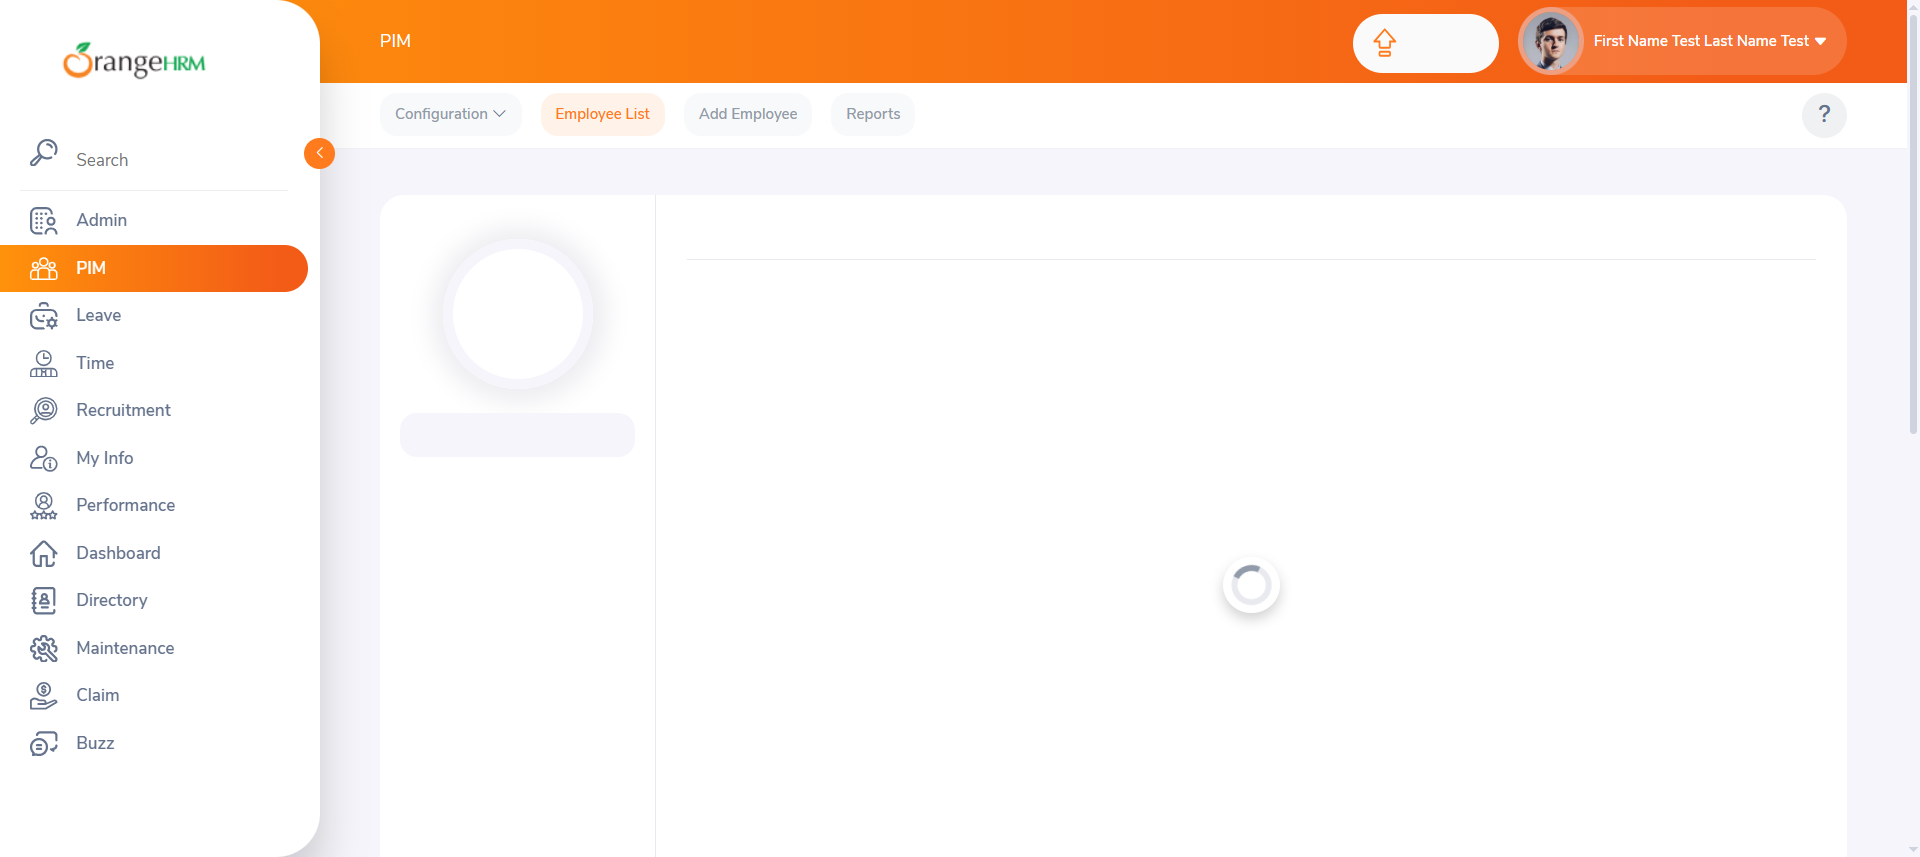 OrangeHRM
PIM
First Name Test Last Name Test
Configuration
Employee List
Add Employee
Reports
?
Search
Admin
PIM
Leave
Time
Recruitment
My Info
Performance
Dashboard
Directory
Maintenance
Claim
Buzz